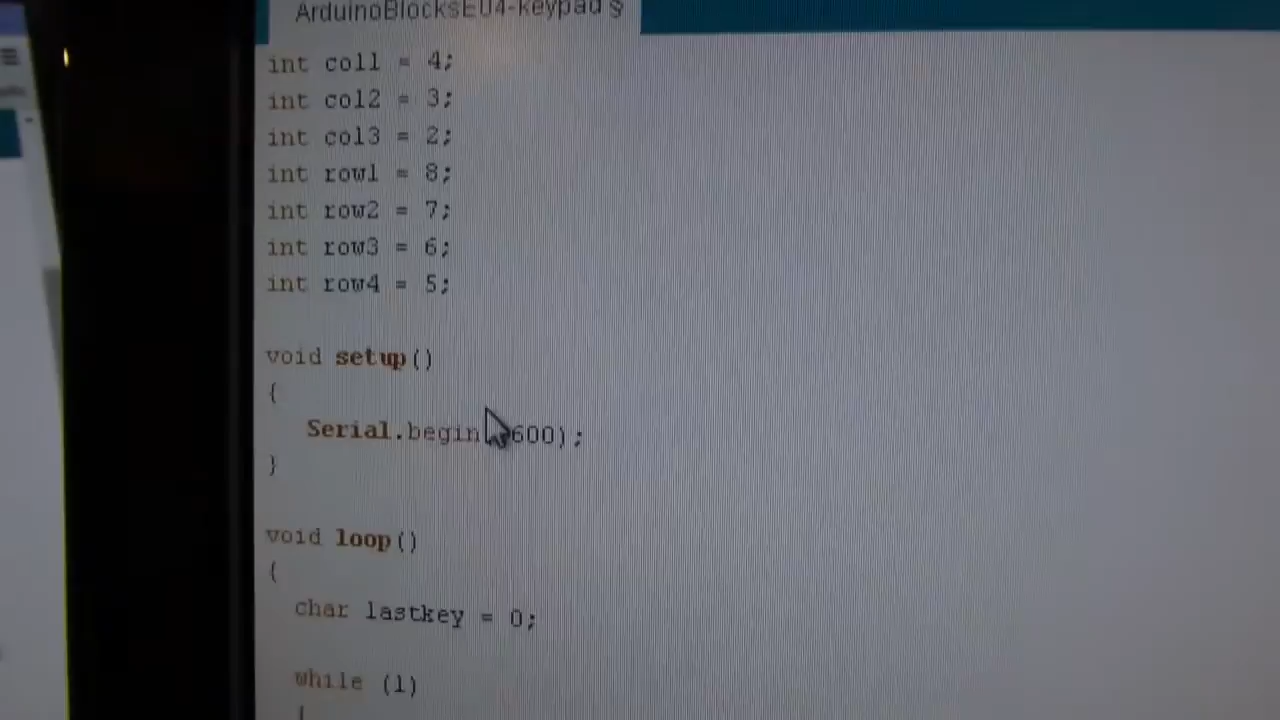 ArduinoBlocksE04-keypad §
int col1 = 4;
int col2 = 3;
int col3 = 2;
int row1 = 8;
int row2 = 7;
int row3 = 6;
int row4 = 5;
void setup()
{
Serial.begin 600);
}
void loop()
{
char lastkey = 0;
while (1)
{